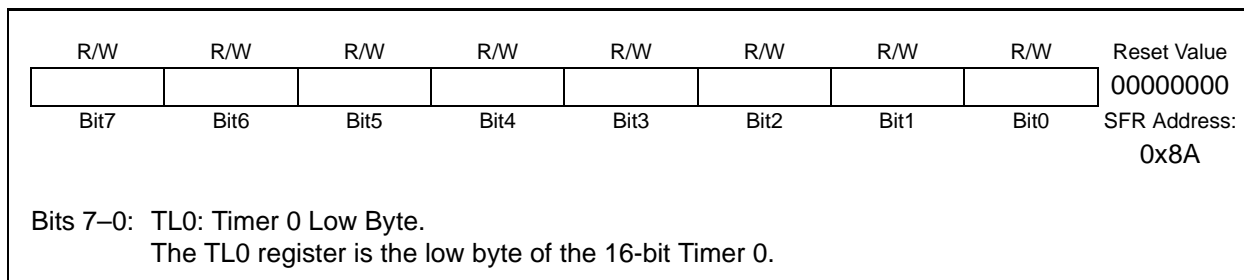 R/W R/W R/W R/W R/W R/W R/W R/W Reset Value
00000000
Bit7 Bit6 Bit5 Bit4 Bit3 Bit2 Bit1 Bit0 SFR Address:
0x8A
Bits 7–0: TL0: Timer 0 Low Byte.
The TL0 register is the low byte of the 16-bit Timer 0.